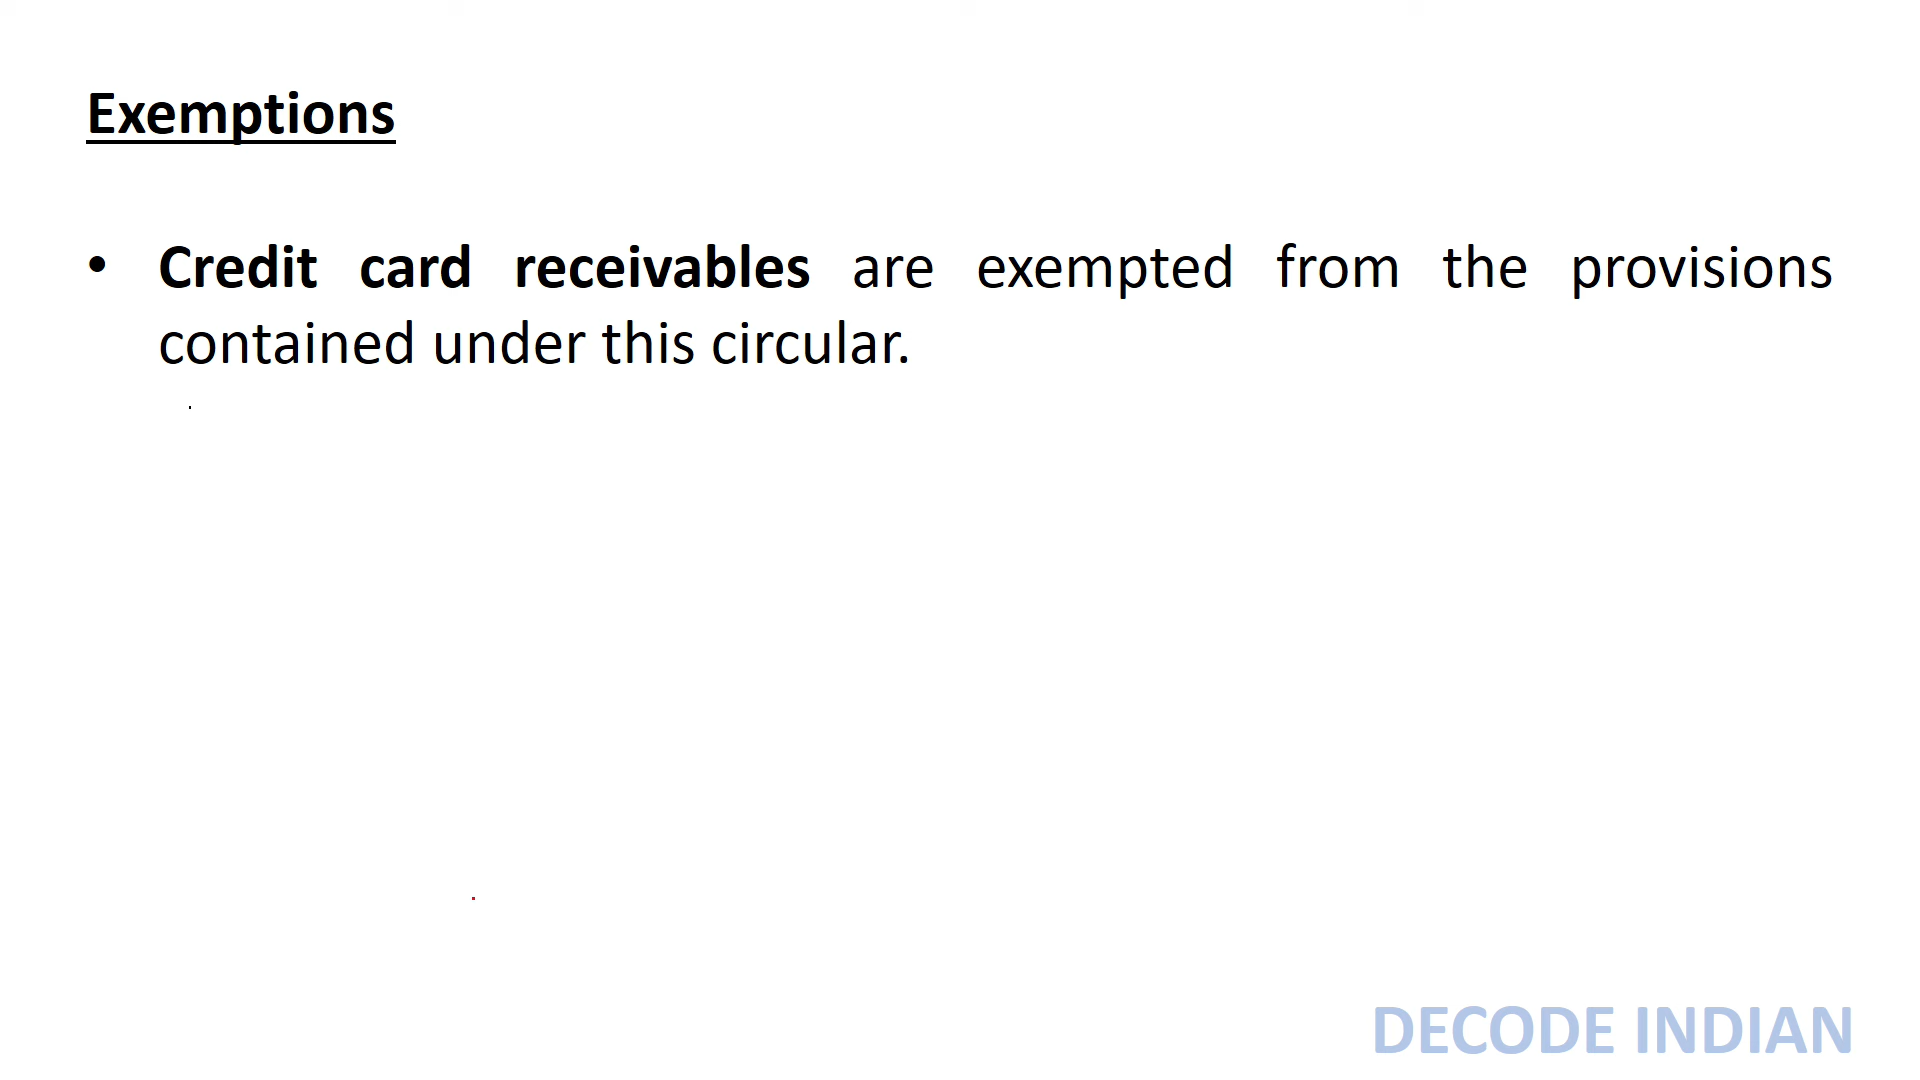 Exemptions
• Credit card receivables are exempted from the provisions
contained under this circular.
DECODE INDIAN